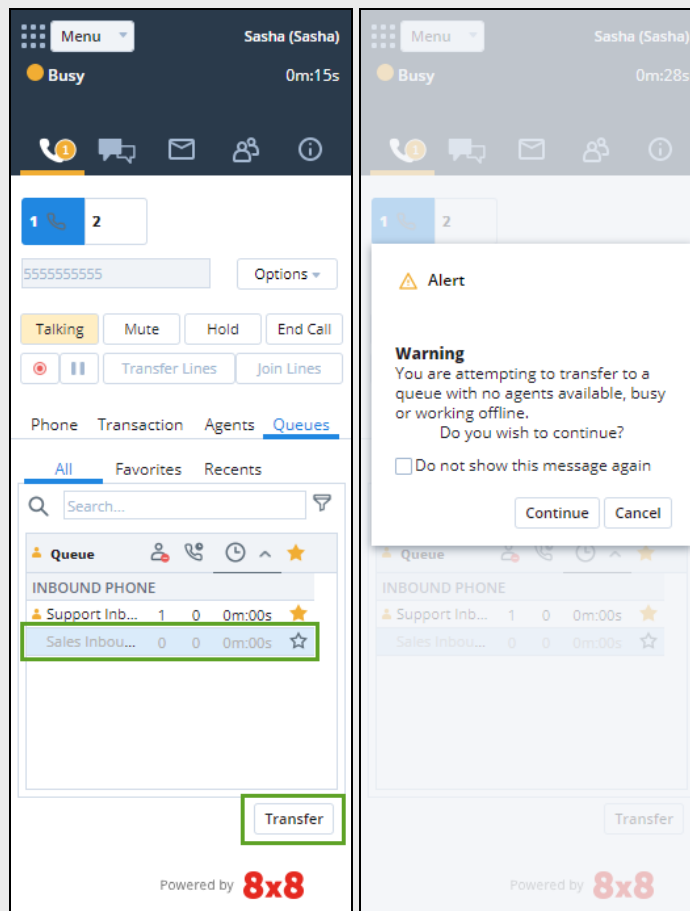 Menu Sasha (Sasha)
Busy 0m:15s
1
1 2
5555555555 Options
Talking Mute Hold End Call
Transfer Lines Join Lines
Phone Transaction Agents Queues
All Favorites Recents
Search...
Queue
INBOUND PHONE
Support Inb... 1 0 0m:00s
Sales Inbou... 0 0 0m:00s
Transfer
Powered by 8x8
Menu Sasha (Sasha)
Busy 0m:28s
1
1 2
Alert
Warning
You are attempting to transfer to a
queue with no agents available, busy
or working offline.
Do you wish to continue?
Do not show this message again
Continue Cancel
Queue
INBOUND PHONE
Support Inb... 1 0 0m:00s
Sales Inbou... 0 0 0m:00s
Transfer
Powered by 8x8